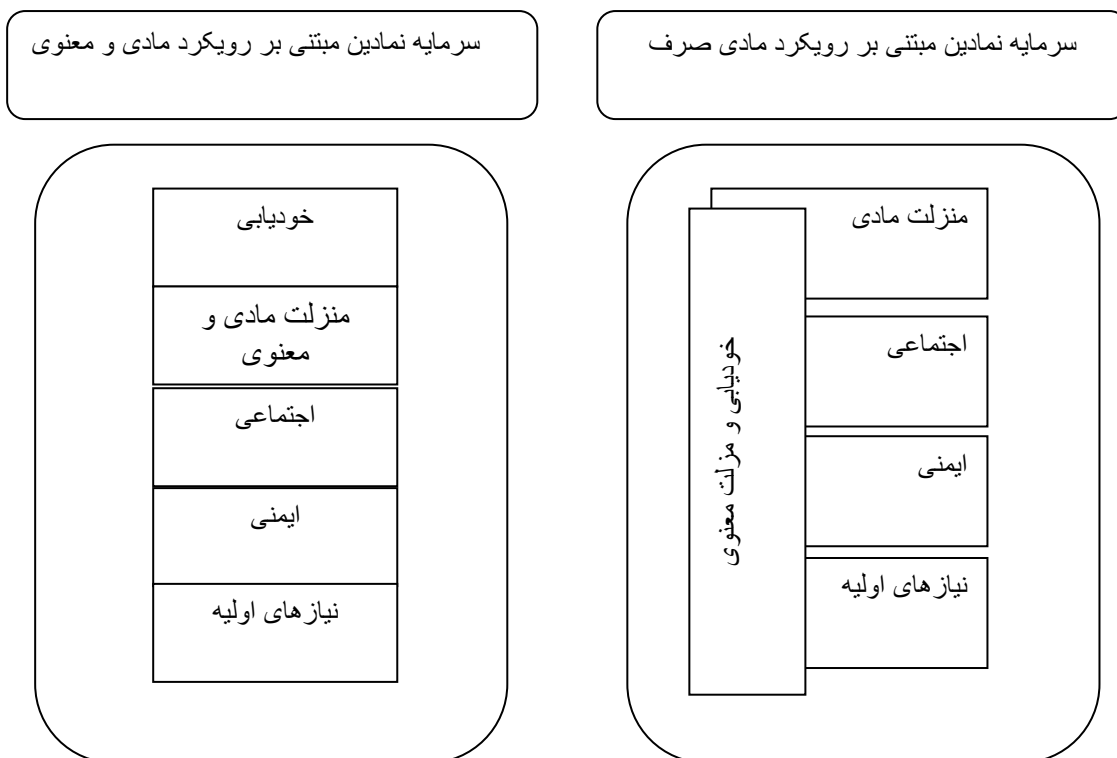 سرمایه نمادین مبتنی بر رویکرد مادی صرف
منزلت مادی
اجتماعی
ایمنی
نیازهای اولیه
خودیابی و مزلت معنوی
سرمایه نمادین مبتنی بر رویکرد مادی و معنوی
خودیابی
منزلت مادی و
معنوی
اجتماعی
ایمنی
نیازهای اولیه